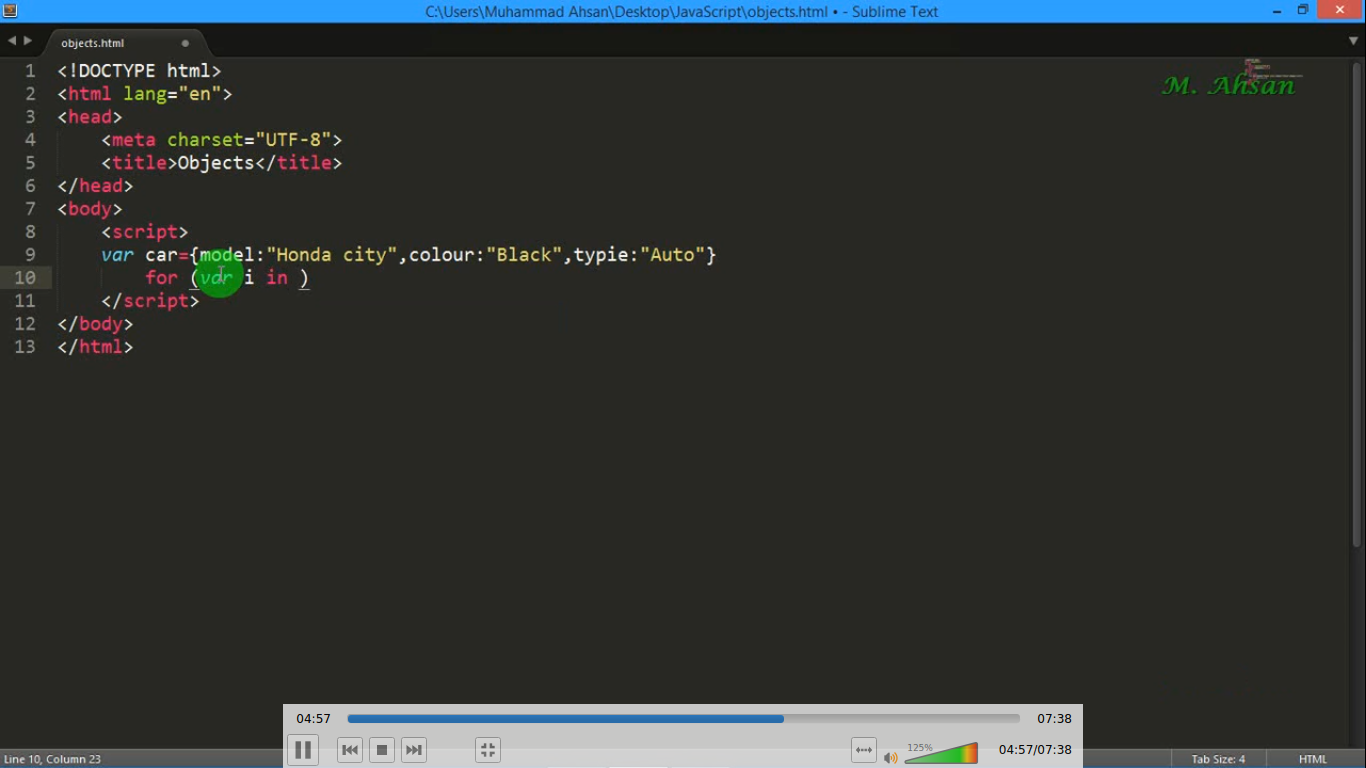 C:\Users\Muhammad Ahsan\Desktop\JavaScript\objects.html • - Sublime Text
objects.html
M. Ahsan
1 <!DOCTYPE html>
2 <html lang="en">
3 <head>
4 <meta charset="UTF-8">
5 <title>Objects</title>
6 </head>
7 <body>
8 <script>
9 var car={model:"Honda city",colour:"Black",typie:"Auto"}
10 for (var i in )
11 </script>
12 </body>
13 </html>
04:57 07:38
125% 04:57/07:38
Line 10, Column 23 Tab Size: 4 HTML